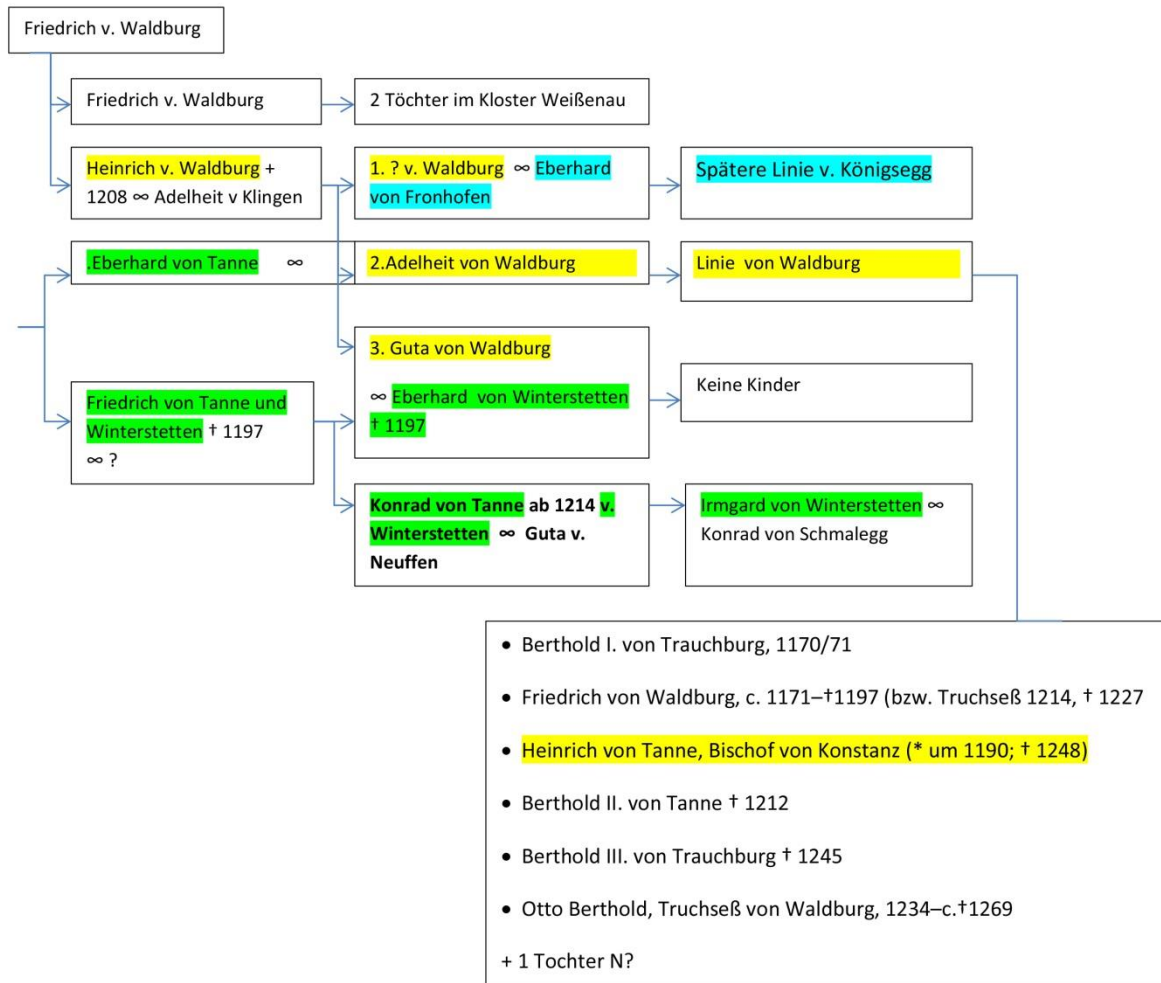 Friedrich v. Waldburg
Friedrich v. Waldburg
2 Töchter im Kloster Weißenau
Heinrich v. Waldburg +
1208 ∞ Adelheit v Klingen
1. ? v. Waldburg ∞ Eberhard
von Fronhofen
Spätere Linie v. Königsegg
.Eberhard von Tanne ∞
2.Adelheit von Waldburg
Linie von Waldburg
3. Guta von Waldburg
∞ Eberhard von Winterstetten
† 1197
Keine Kinder
Friedrich von Tanne und
Winterstetten † 1197
∞ ?
Konrad von Tanne ab 1214 v.
Winterstetten ∞ Guta v.
Neuffen
Irmgard von Winterstetten ∞
Konrad von Schmalegg
• Berthold I. von Trauchburg, 1170/71
• Friedrich von Waldburg, c. 1171–†1197 (bzw. Truchseß 1214, † 1227
• Heinrich von Tanne, Bischof von Konstanz (* um 1190; † 1248)
• Berthold II. von Tanne † 1212
• Berthold III. von Trauchburg † 1245
• Otto Berthold, Truchseß von Waldburg, 1234–c.†1269
+ 1 Tochter N?